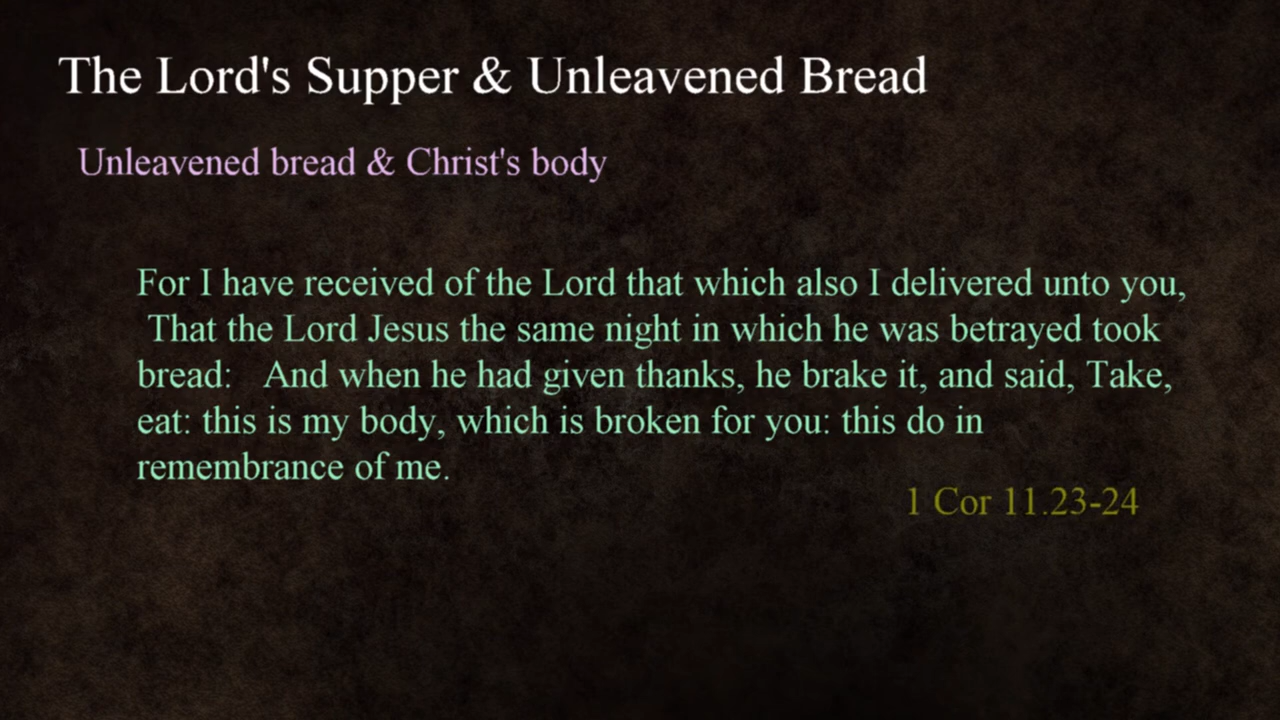 The Lord's Supper & Unleavened Bread
Unleavened bread & Christ's body
For I have received of the Lord that which also I delivered unto you,
That the Lord Jesus the same night in which he was betrayed took
bread: And when he had given thanks, he brake it, and said, Take,
eat: this is my body, which is broken for you: this do in
remembrance of me.
1 Cor 11.23-24